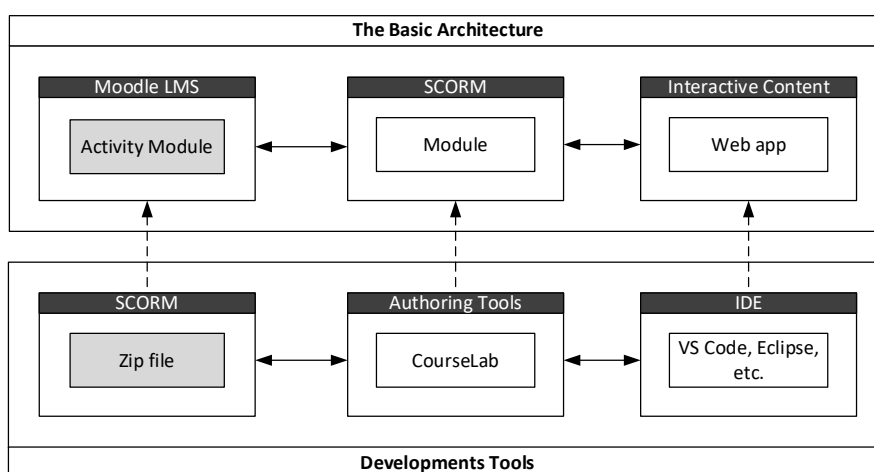 The Basic Architecture
Moodle LMS
Activity Module
SCORM
Module
Interactive Content
Web app
SCORM
Zip file
Authoring Tools
CourseLab
IDE
VS Code, Eclipse,
etc.
Developments Tools